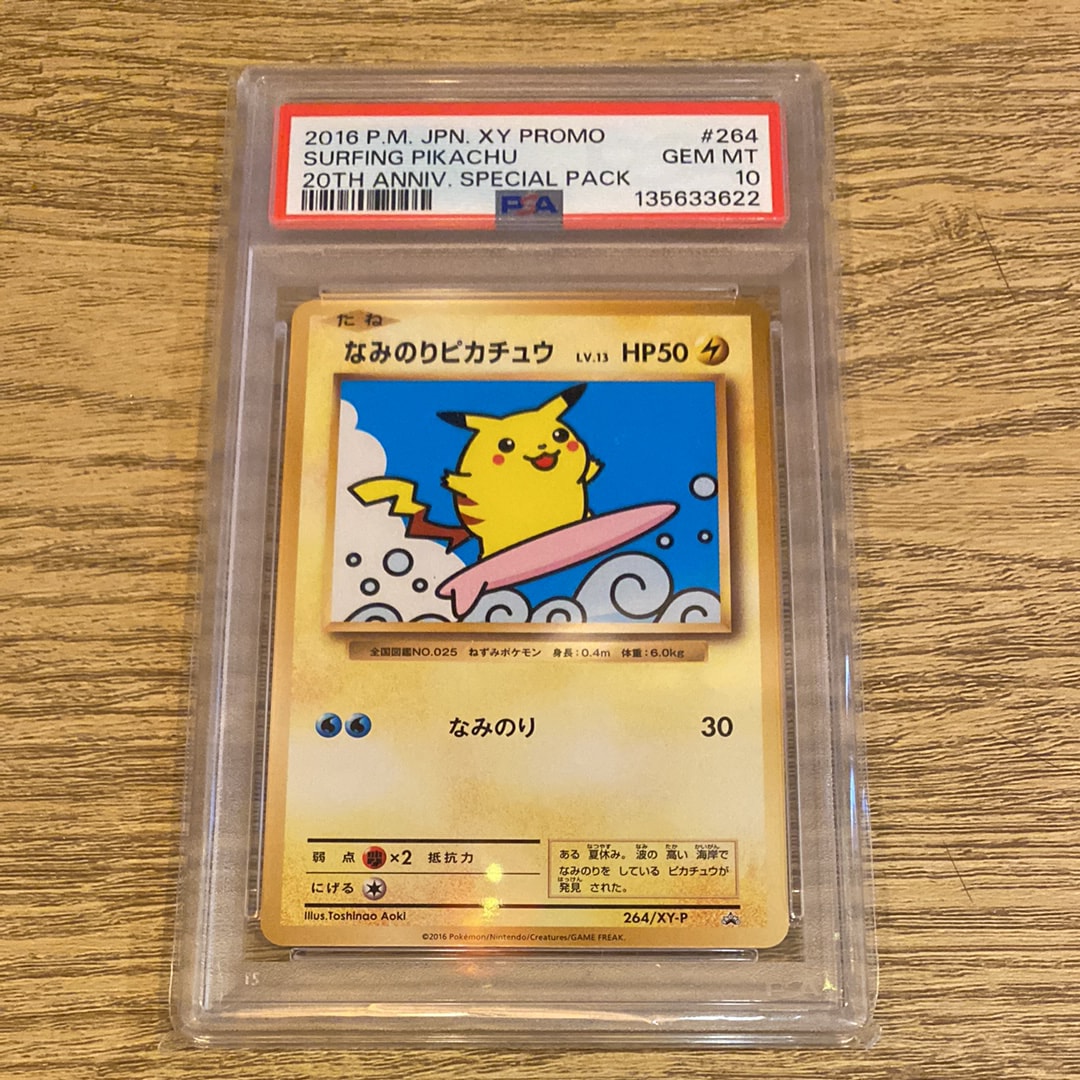 2016 P.M. JPN. XY PROMO #264
SURFING PIKACHU GEM MT
20TH ANNIV. SPECIAL PACK 10
PSA 135633622
たね
なみのりピカチュウ LV.13 HP50
全国図鑑NO.025 ねずみポケモン 身長:0.4m 体重:6.0kg
なみのり 30
弱点 ×2 抵抗力
にげる
ある 夏休み。波の 高い 海岸で
なみのりを している ピカチュウが
発見 された。
Illus.Toshinao Aoki 264/XY-P
©2016 Pokémon/Nintendo/Creatures/GAME FREAK.
15 PSA